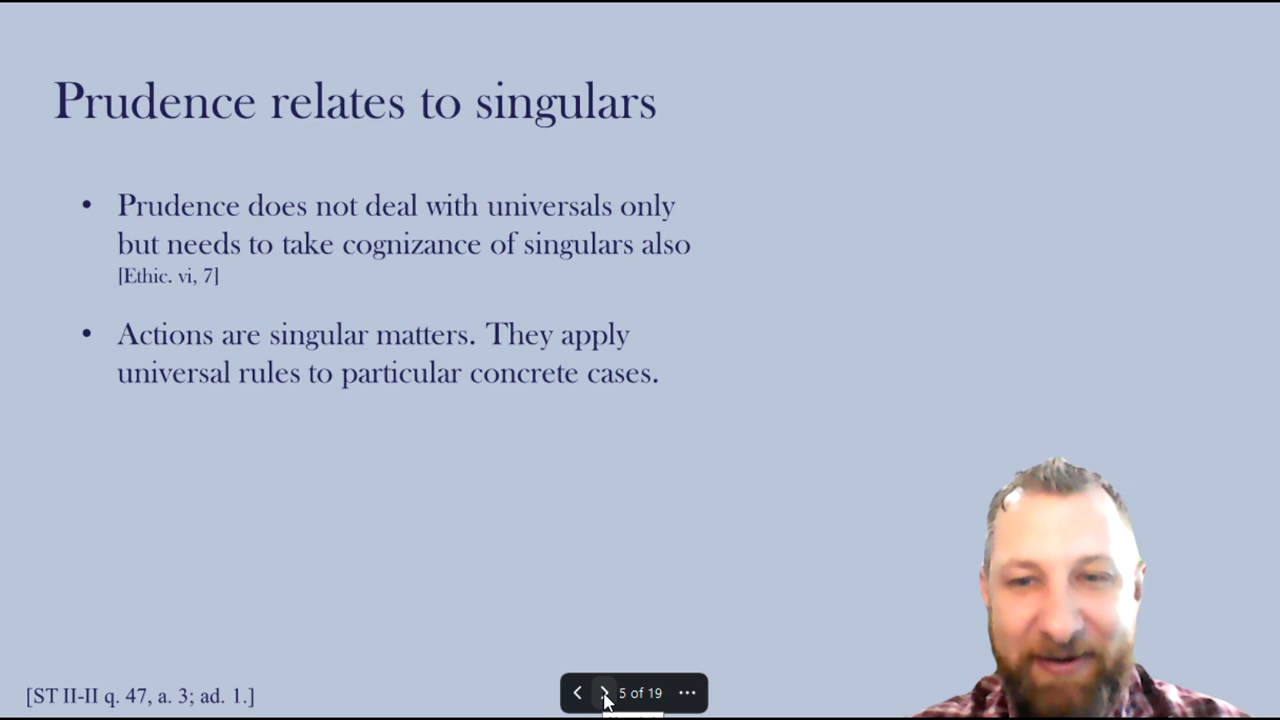 Prudence relates to singulars
• Prudence does not deal with universals only
but needs to take cognizance of singulars also
[Ethic. vi, 7]
• Actions are singular matters. They apply
universal rules to particular concrete cases.
[ST II-II q. 47, a. 3; ad. 1.]
5 of 19